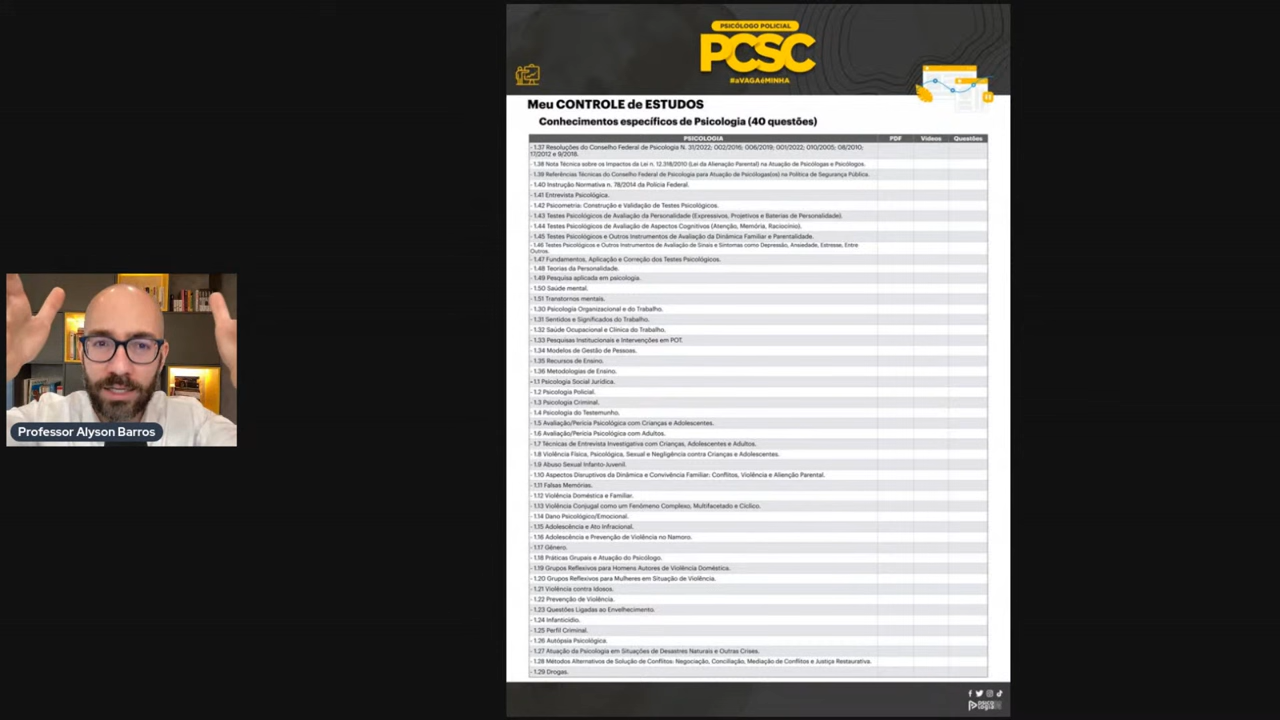 PSICÓLOGO POLICIAL
PCSC
#aVAGAéMINHA
Meu CONTROLE de ESTUDOS
Conhecimentos específicos de Psicologia (40 questões)
PSICOLOGIA PDF Vídeos Questões
- 1.37 Resoluções do Conselho Federal de Psicologia N. 31/2022; 002/2016; 006/2019; 001/2022; 010/2005; 08/2010;
17/2012 e 9/2018.
- 1.38 Nota Técnica sobre os Impactos da Lei n. 12.318/2010 (Lei da Alienação Parental) na Atuação de Psicólogas e Psicólogos.
- 1.39 Referências Técnicas do Conselho Federal de Psicologia para Atuação de Psicólogas(os) na Política de Segurança Pública.
- 1.40 Instrução Normativa n. 78/2014 da Polícia Federal.
- 1.41 Entrevista Psicológica.
- 1.42 Psicometria: Construção e Validação de Testes Psicológicos.
- 1.43 Testes Psicológicos de Avaliação da Personalidade (Expressivos, Projetivos e Baterias de Personalidade).
- 1.44 Testes Psicológicos de Avaliação de Aspectos Cognitivos (Atenção, Memória, Raciocínio).
- 1.45 Testes Psicológicos e Outros Instrumentos de Avaliação da Dinâmica Familiar e Parentalidade.
- 1.46 Testes Psicológicos e Outros Instrumentos de Avaliação de Sinais e Sintomas como Depressão, Ansiedade, Estresse, Entre
Outros.
- 1.47 Fundamentos, Aplicação e Correção dos Testes Psicológicos.
- 1.48 Teorias da Personalidade.
- 1.49 Pesquisa aplicada em psicologia.
- 1.50 Saúde mental.
- 1.51 Transtornos mentais.
- 1.30 Psicologia Organizacional e do Trabalho.
- 1.31 Sentidos e Significados do Trabalho.
- 1.32 Saúde Ocupacional e Clínica do Trabalho.
- 1.33 Pesquisas Institucionais e Intervenções em POT.
- 1.34 Modelos de Gestão de Pessoas.
- 1.35 Recursos de Ensino.
- 1.36 Metodologias de Ensino.
- 1.1 Psicologia Social Jurídica.
- 1.2 Psicologia Policial.
- 1.3 Psicologia Criminal.
- 1.4 Psicologia do Testemunho.
- 1.5 Avaliação/Perícia Psicológica com Crianças e Adolescentes.
- 1.6 Avaliação/Perícia Psicológica com Adultos.
- 1.7 Técnicas de Entrevista Investigativa com Crianças, Adolescentes e Adultos.
- 1.8 Violência Física, Psicológica, Sexual e Negligência contra Crianças e Adolescentes.
- 1.9 Abuso Sexual Infanto-Juvenil.
- 1.10 Aspectos Disruptivos da Dinâmica e Convivência Familiar: Conflitos, Violência e Alienção Parental.
- 1.11 Falsas Memórias.
- 1.12 Violência Doméstica e Familiar.
- 1.13 Violência Conjugal como um Fenômeno Complexo, Multifacetado e Cíclico.
- 1.14 Dano Psicológico/Emocional.
- 1.15 Adolescência e Ato Infracional.
- 1.16 Adolescência e Prevenção de Violência no Namoro.
- 1.17 Gênero.
- 1.18 Práticas Grupais e Atuação do Psicólogo.
- 1.19 Grupos Reflexivos para Homens Autores de Violência Doméstica.
- 1.20 Grupos Reflexivos para Mulheres em Situação de Violência.
- 1.21 Violência contra Idosos.
- 1.22 Prevenção de Violência.
- 1.23 Questões Ligadas ao Envelhecimento.
- 1.24 Infanticídio.
- 1.25 Perfil Criminal.
- 1.26 Autópsia Psicológica.
- 1.27 Atuação da Psicologia em Situações de Desastres Naturais e Outras Crises.
- 1.28 Métodos Alternativos de Solução de Conflitos: Negociação, Conciliação, Mediação de Conflitos e Justiça Restaurativa.
- 1.29 Drogas.
Professor Alyson Barros
psicologia